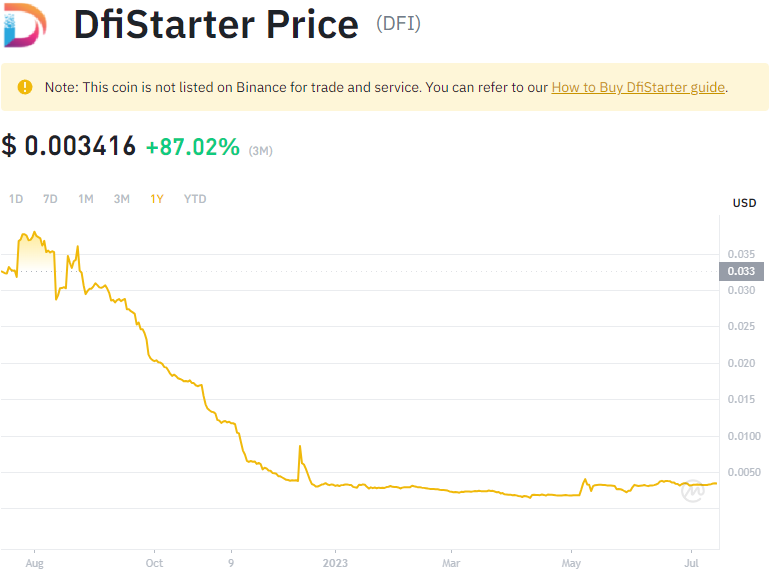 DfiStarter Price (DFI)
Note: This coin is not listed on Binance for trade and service. You can refer to our How to Buy DfiStarter guide.
$ 0.003416 +87.02% (3M)
1D 7D 1M 3M 1Y YTD
USD
0.035
0.033
0.030
0.025
0.020
0.015
0.0100
0.0050
Aug Oct 9 2023 Mar May Jul